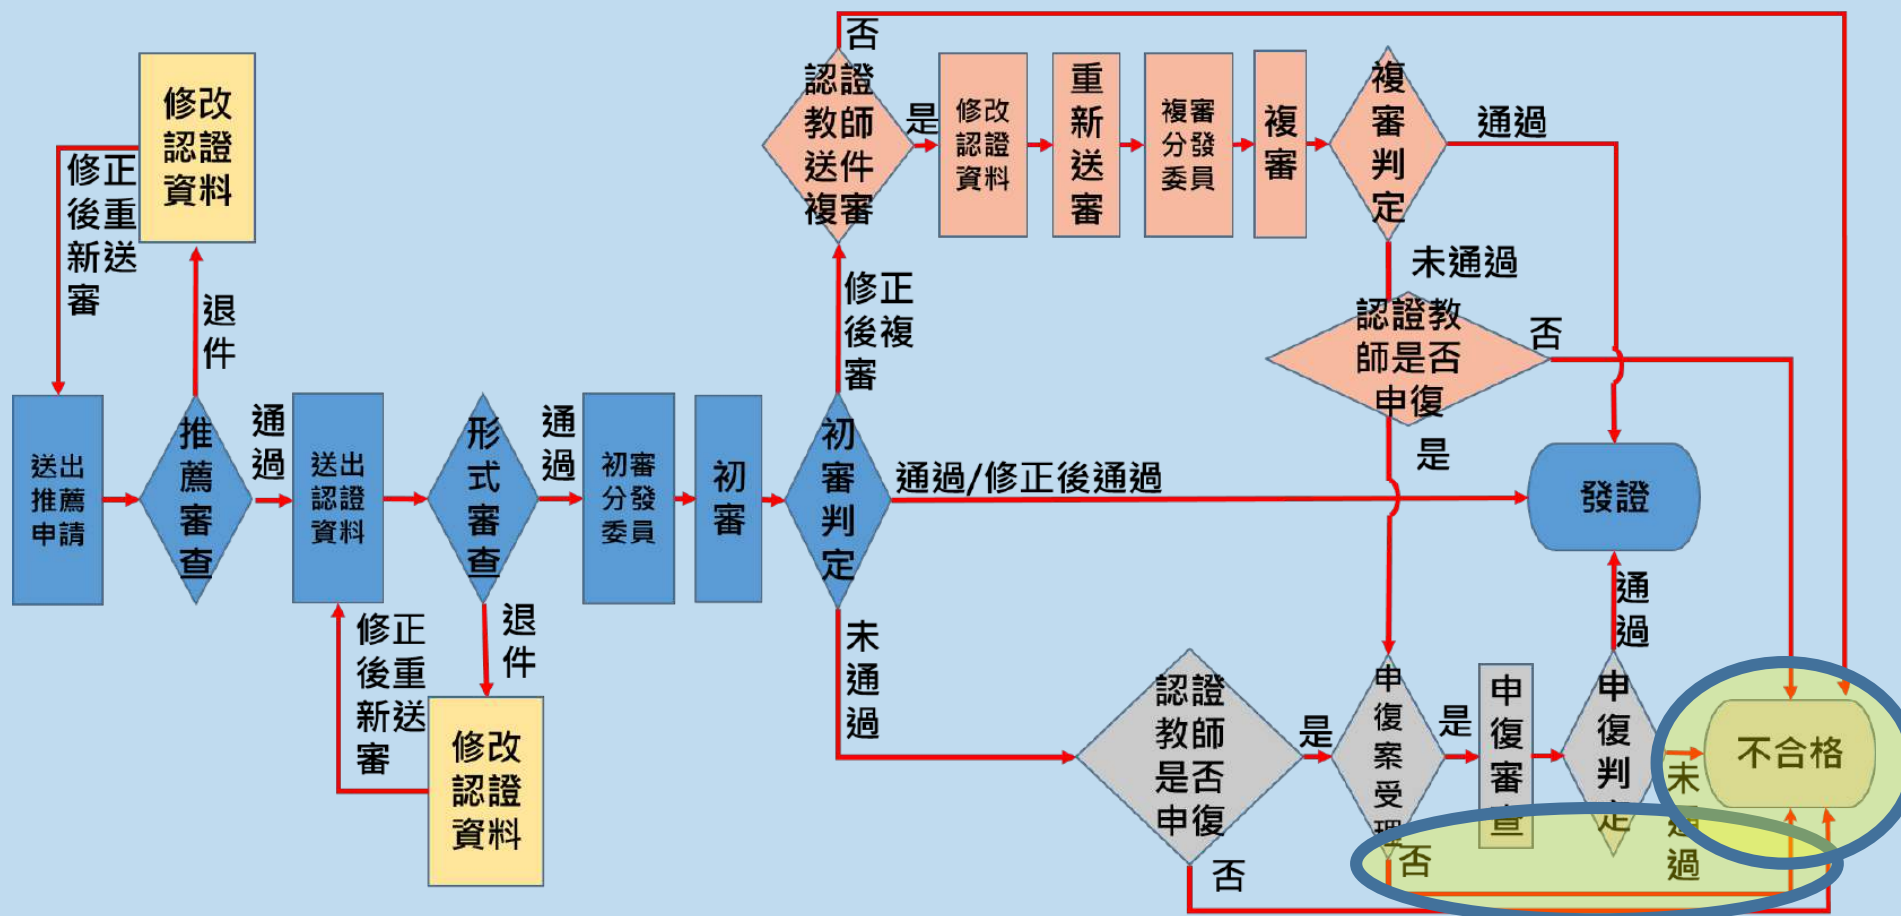 否
認證
教師
送件
複審
是
修改
認證
資料
重
新
送
審
複審
分發
委員
複
審
複
審
判
定
通過
修改
認證
資料
修正
後重
新送
審
退
件
修正
後複
審
未通過
認證教
師是否
申復
否
是
送出
推薦
申請
推
薦
審
查
通
過
送出
認證
資料
形
式
審
查
通
過
初審
分發
委員
初
審
初
審
判
定
通過/修正後通過
發證
修正
後重
新送
審
退
件
修改
認證
資料
未
通
過
認證
教師
是否
申復
是
否
申
復
案
受
理
是
否
申
復
審
查
申
復
判
定
通
過
未
通
過
不合格